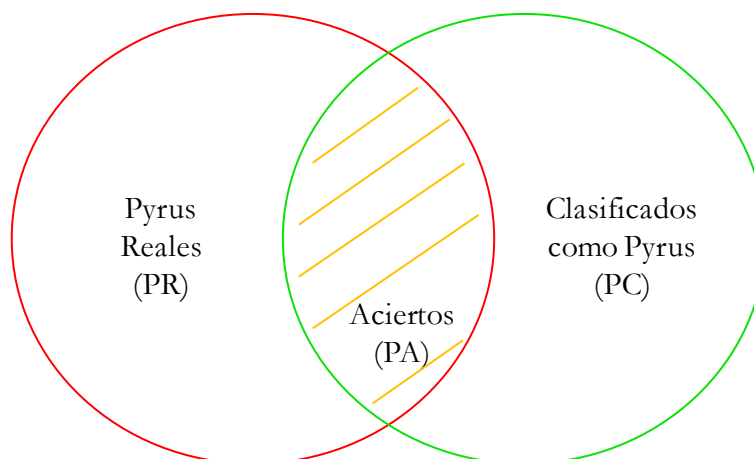 Pyrus
Reales
(PR)
Aciertos
(PA)
Clasificados
como Pyrus
(PC)